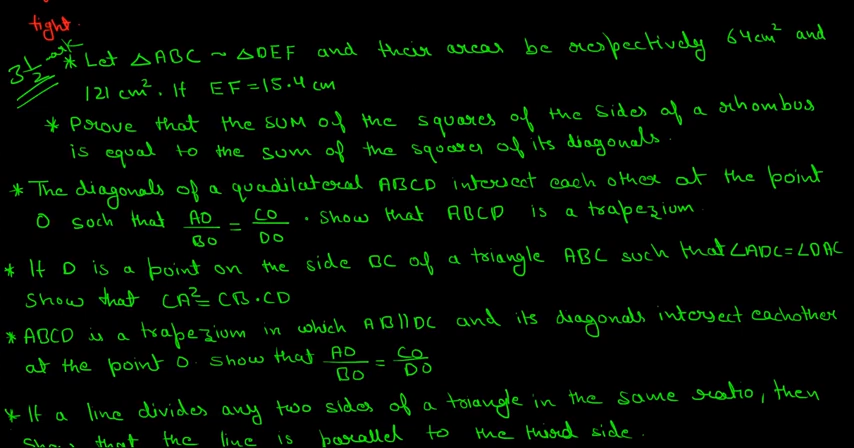 tight.
3 1/2 ark
* Let △ABC ~ △DEF and their areas be respectively 64cm² and
121 cm². If EF=15.4 cm
* Prove that the sum of the squares of the sides of a rhombus
is equal to the sum of the squares of its diagonals.
* The diagonals of a quadilateral ABCD intersect each other at the point
O such that AO/BO = CO/DO . Show that ABCD is a trapezium.
* If D is a point on the side BC of a triangle ABC such that ∠ADC=∠DAC
Show that CA²= CB.CD
* ABCD is a trapezium in which AB||DC and its diagonals intersect eachother
at the point O. Show that AO/BO = CO/DO
* If a line divides any two sides of a triangle in the same ratio, then
Show that the line is parallel to the third side.